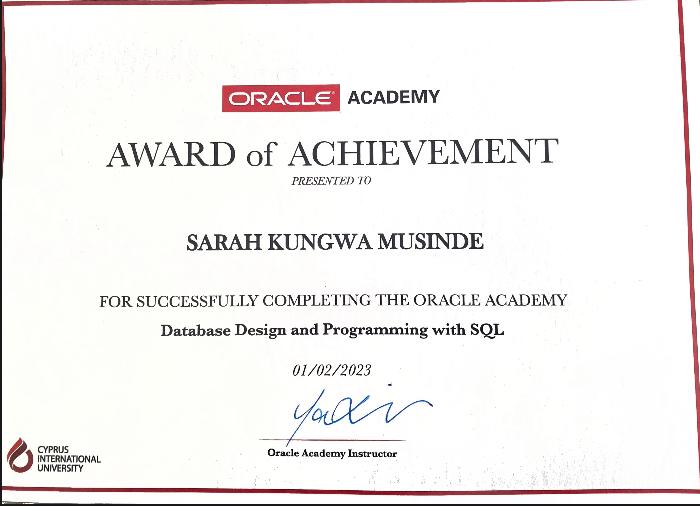 ORACLE ACADEMY
AWARD of ACHIEVEMENT
PRESENTED TO
SARAH KUNGWA MUSINDE
FOR SUCCESSFULLY COMPLETING THE ORACLE ACADEMY
Database Design and Programming with SQL
01/02/2023
Oracle Academy Instructor
CYPRUS
INTERNATIONAL
UNIVERSITY